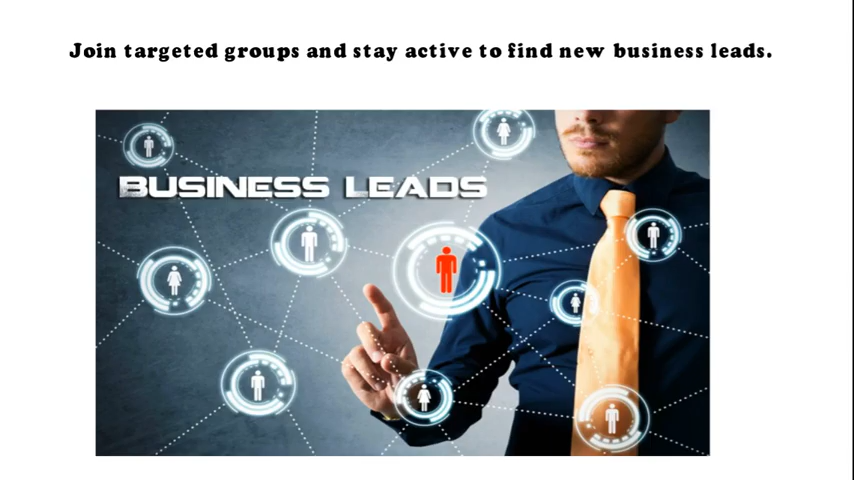 Join targeted groups and stay active to find new business leads.
BUSINESS LEADS